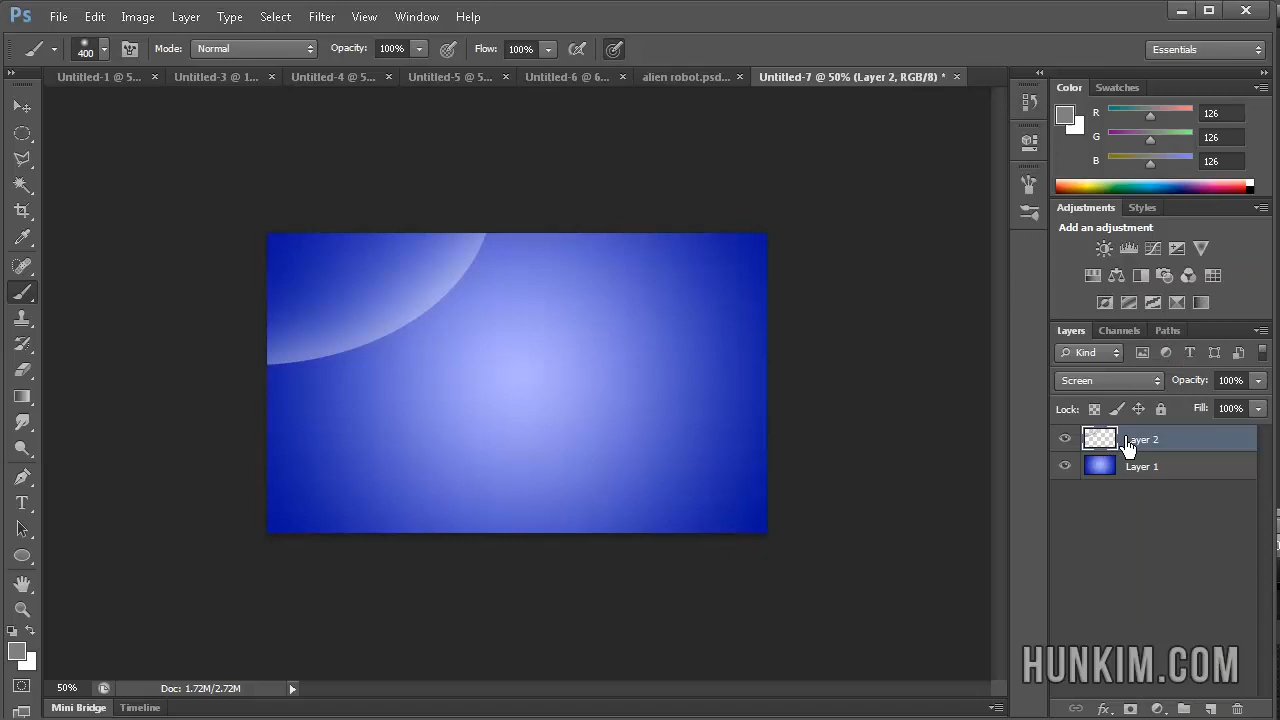 Ps File Edit Image Layer Type Select Filter View Window Help
400 Mode: Normal Opacity: 100% Flow: 100% Essentials
Untitled-1 @ 5... × Untitled-3 @ 1... × Untitled-4 @ 5... × Untitled-5 @ 5... × Untitled-6 @ 6... × alien robot.psd... × Untitled-7 @ 50% (Layer 2, RGB/8) * ×
Color Swatches
R 126
G 126
B 126
Adjustments Styles
Add an adjustment
Layers Channels Paths
Kind
Screen Opacity: 100%
Lock: Fill: 100%
Layer 2
Layer 1
HUNKIM.COM
50% Doc: 1.72M/2.72M
Mini Bridge Timeline
fx